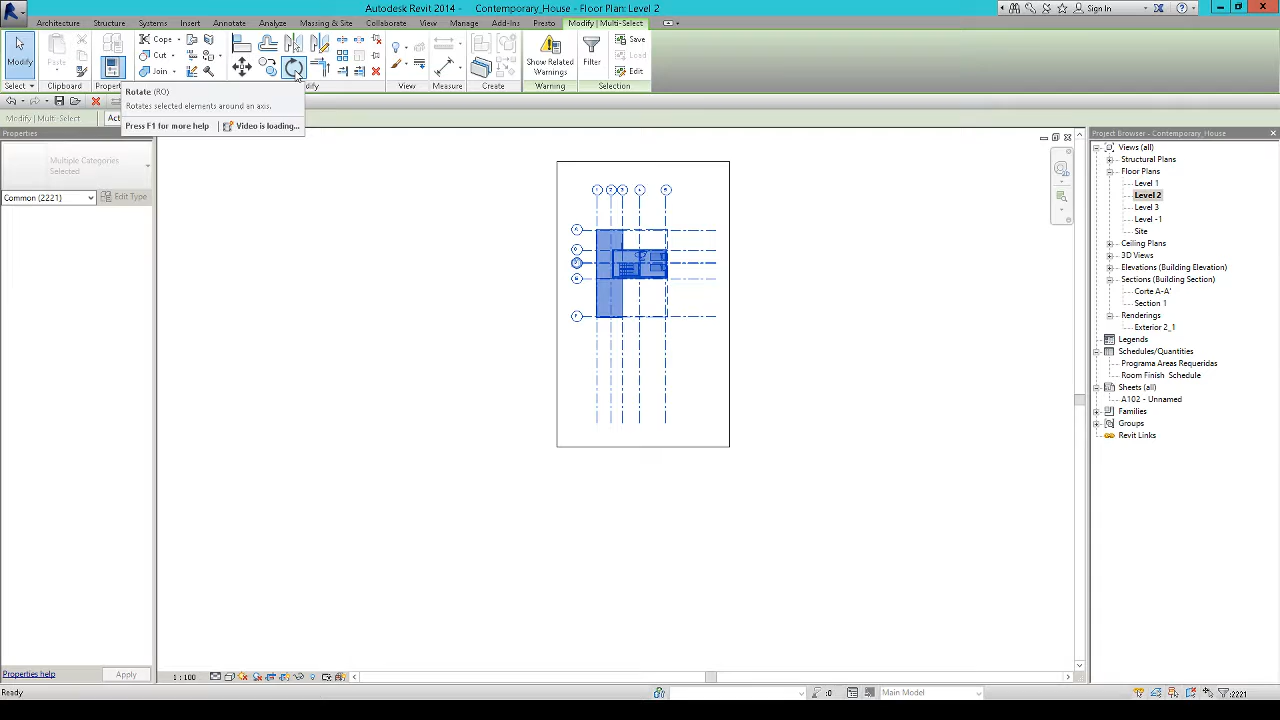 Autodesk Revit 2014 - Contemporary_House - Floor Plan: Level 2
Sign In
Architecture Structure Systems Insert Annotate Analyze Massing & Site Collaborate View Manage Add-Ins Presto Modify | Multi-Select
Modify
Paste
Cope
Cut
Join
Show Related Warnings
Filter
Save
Load
Edit
Select Clipboard View Measure Create Warning Selection
Rotate (RO)
Rotates selected elements around an axis.
Press F1 for more help
Video is loading...
Modify | Multi-Select
Properties
Multiple Categories Selected
Common (2221)
Edit Type
Project Browser - Contemporary_House
Views (all)
Structural Plans
Floor Plans
Level 1
Level 2
Level 3
Level -1
Site
Ceiling Plans
3D Views
Elevations (Building Elevation)
Sections (Building Section)
Corte A-A'
Section 1
Renderings
Exterior 2_1
Legends
Schedules/Quantities
Programa Areas Requeridas
Room Finish Schedule
Sheets (all)
A102 - Unnamed
Families
Groups
Revit Links
Properties help
Apply
1 : 100
Ready
:0
Main Model
:2221